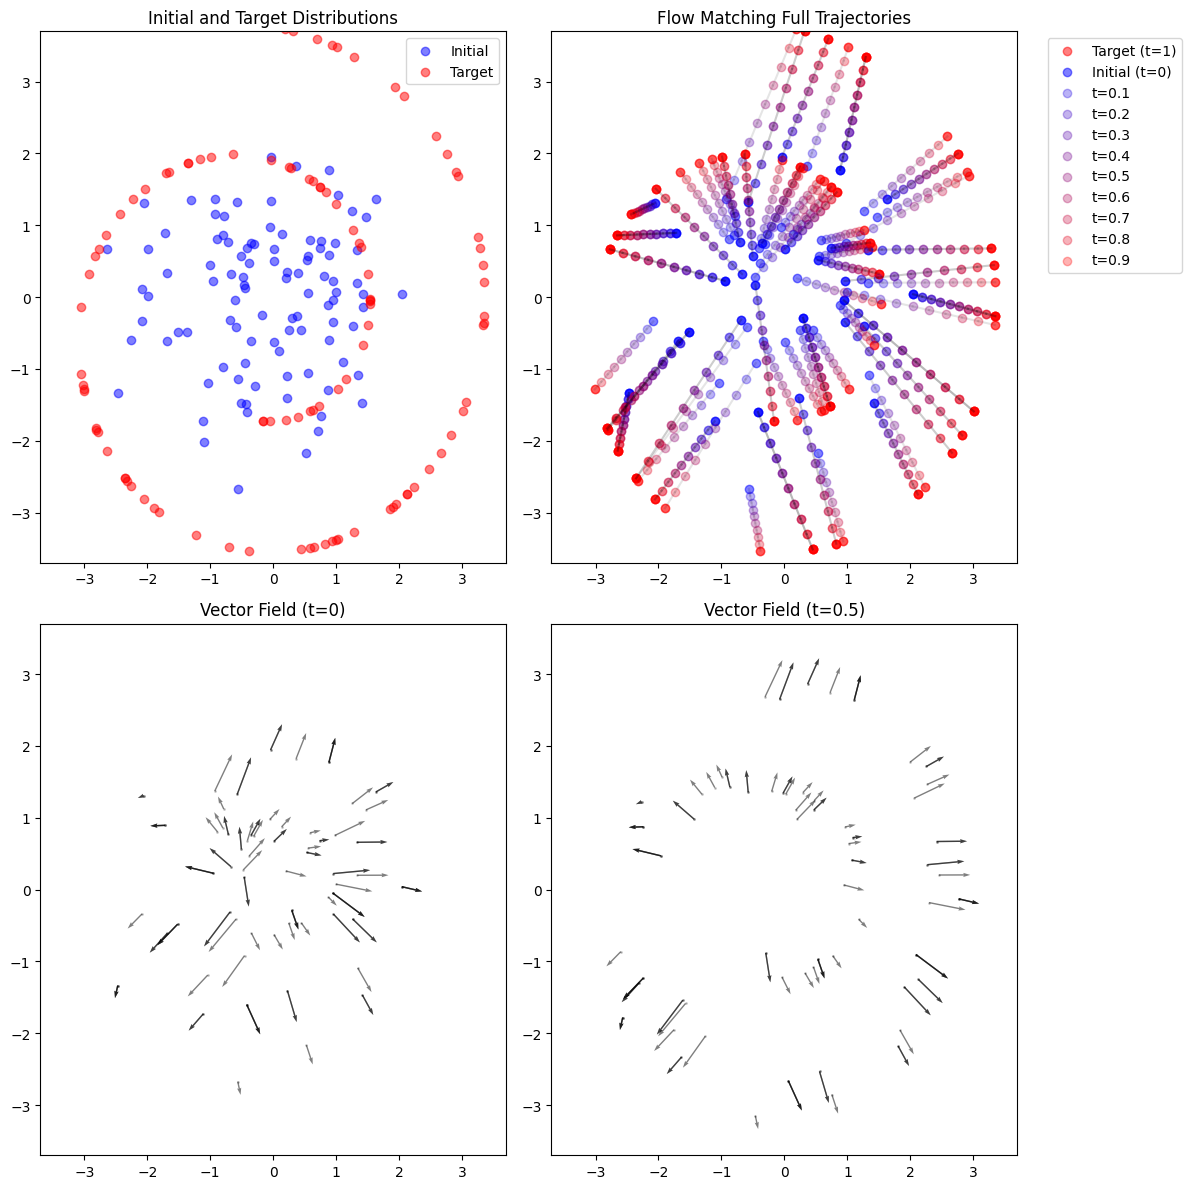 Initial and Target Distributions
Initial
Target
3
2
1
0
−1
−2
−3
−3 −2 −1 0 1 2 3
Flow Matching Full Trajectories
3
2
1
0
−1
−2
−3
−3 −2 −1 0 1 2 3
Target (t=1)
Initial (t=0)
t=0.1
t=0.2
t=0.3
t=0.4
t=0.5
t=0.6
t=0.7
t=0.8
t=0.9
Vector Field (t=0)
3
2
1
0
−1
−2
−3
−3 −2 −1 0 1 2 3
Vector Field (t=0.5)
3
2
1
0
−1
−2
−3
−3 −2 −1 0 1 2 3